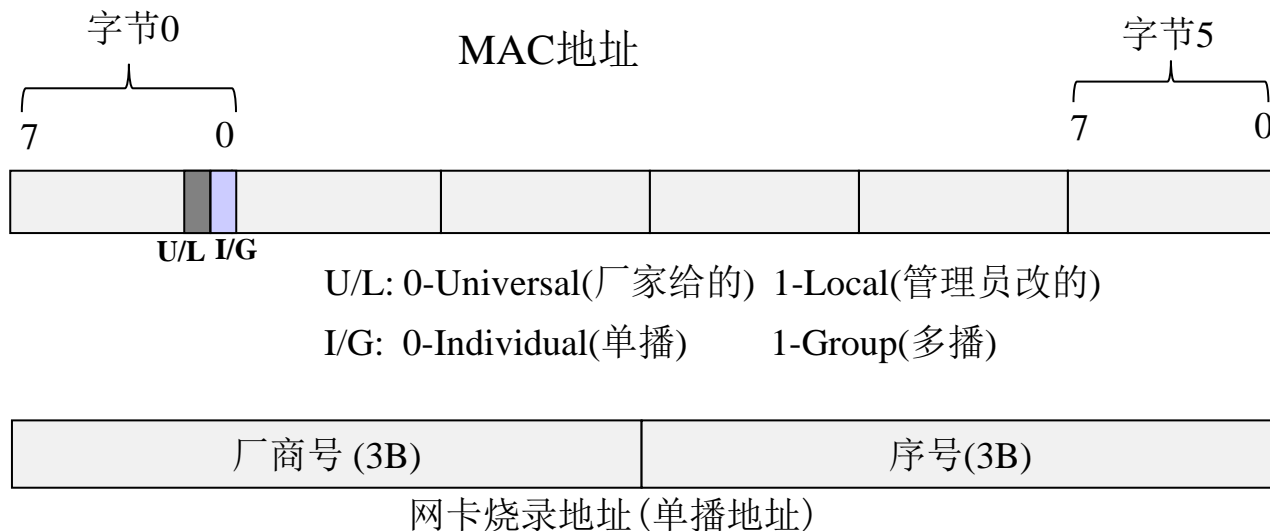 字节0 MAC地址 字节5
7 0 7 0
U/L I/G
U/L: 0-Universal(厂家给的) 1-Local(管理员改的)
I/G: 0-Individual(单播) 1-Group(多播)
厂商号 (3B) 序号(3B)
网卡烧录地址(单播地址)